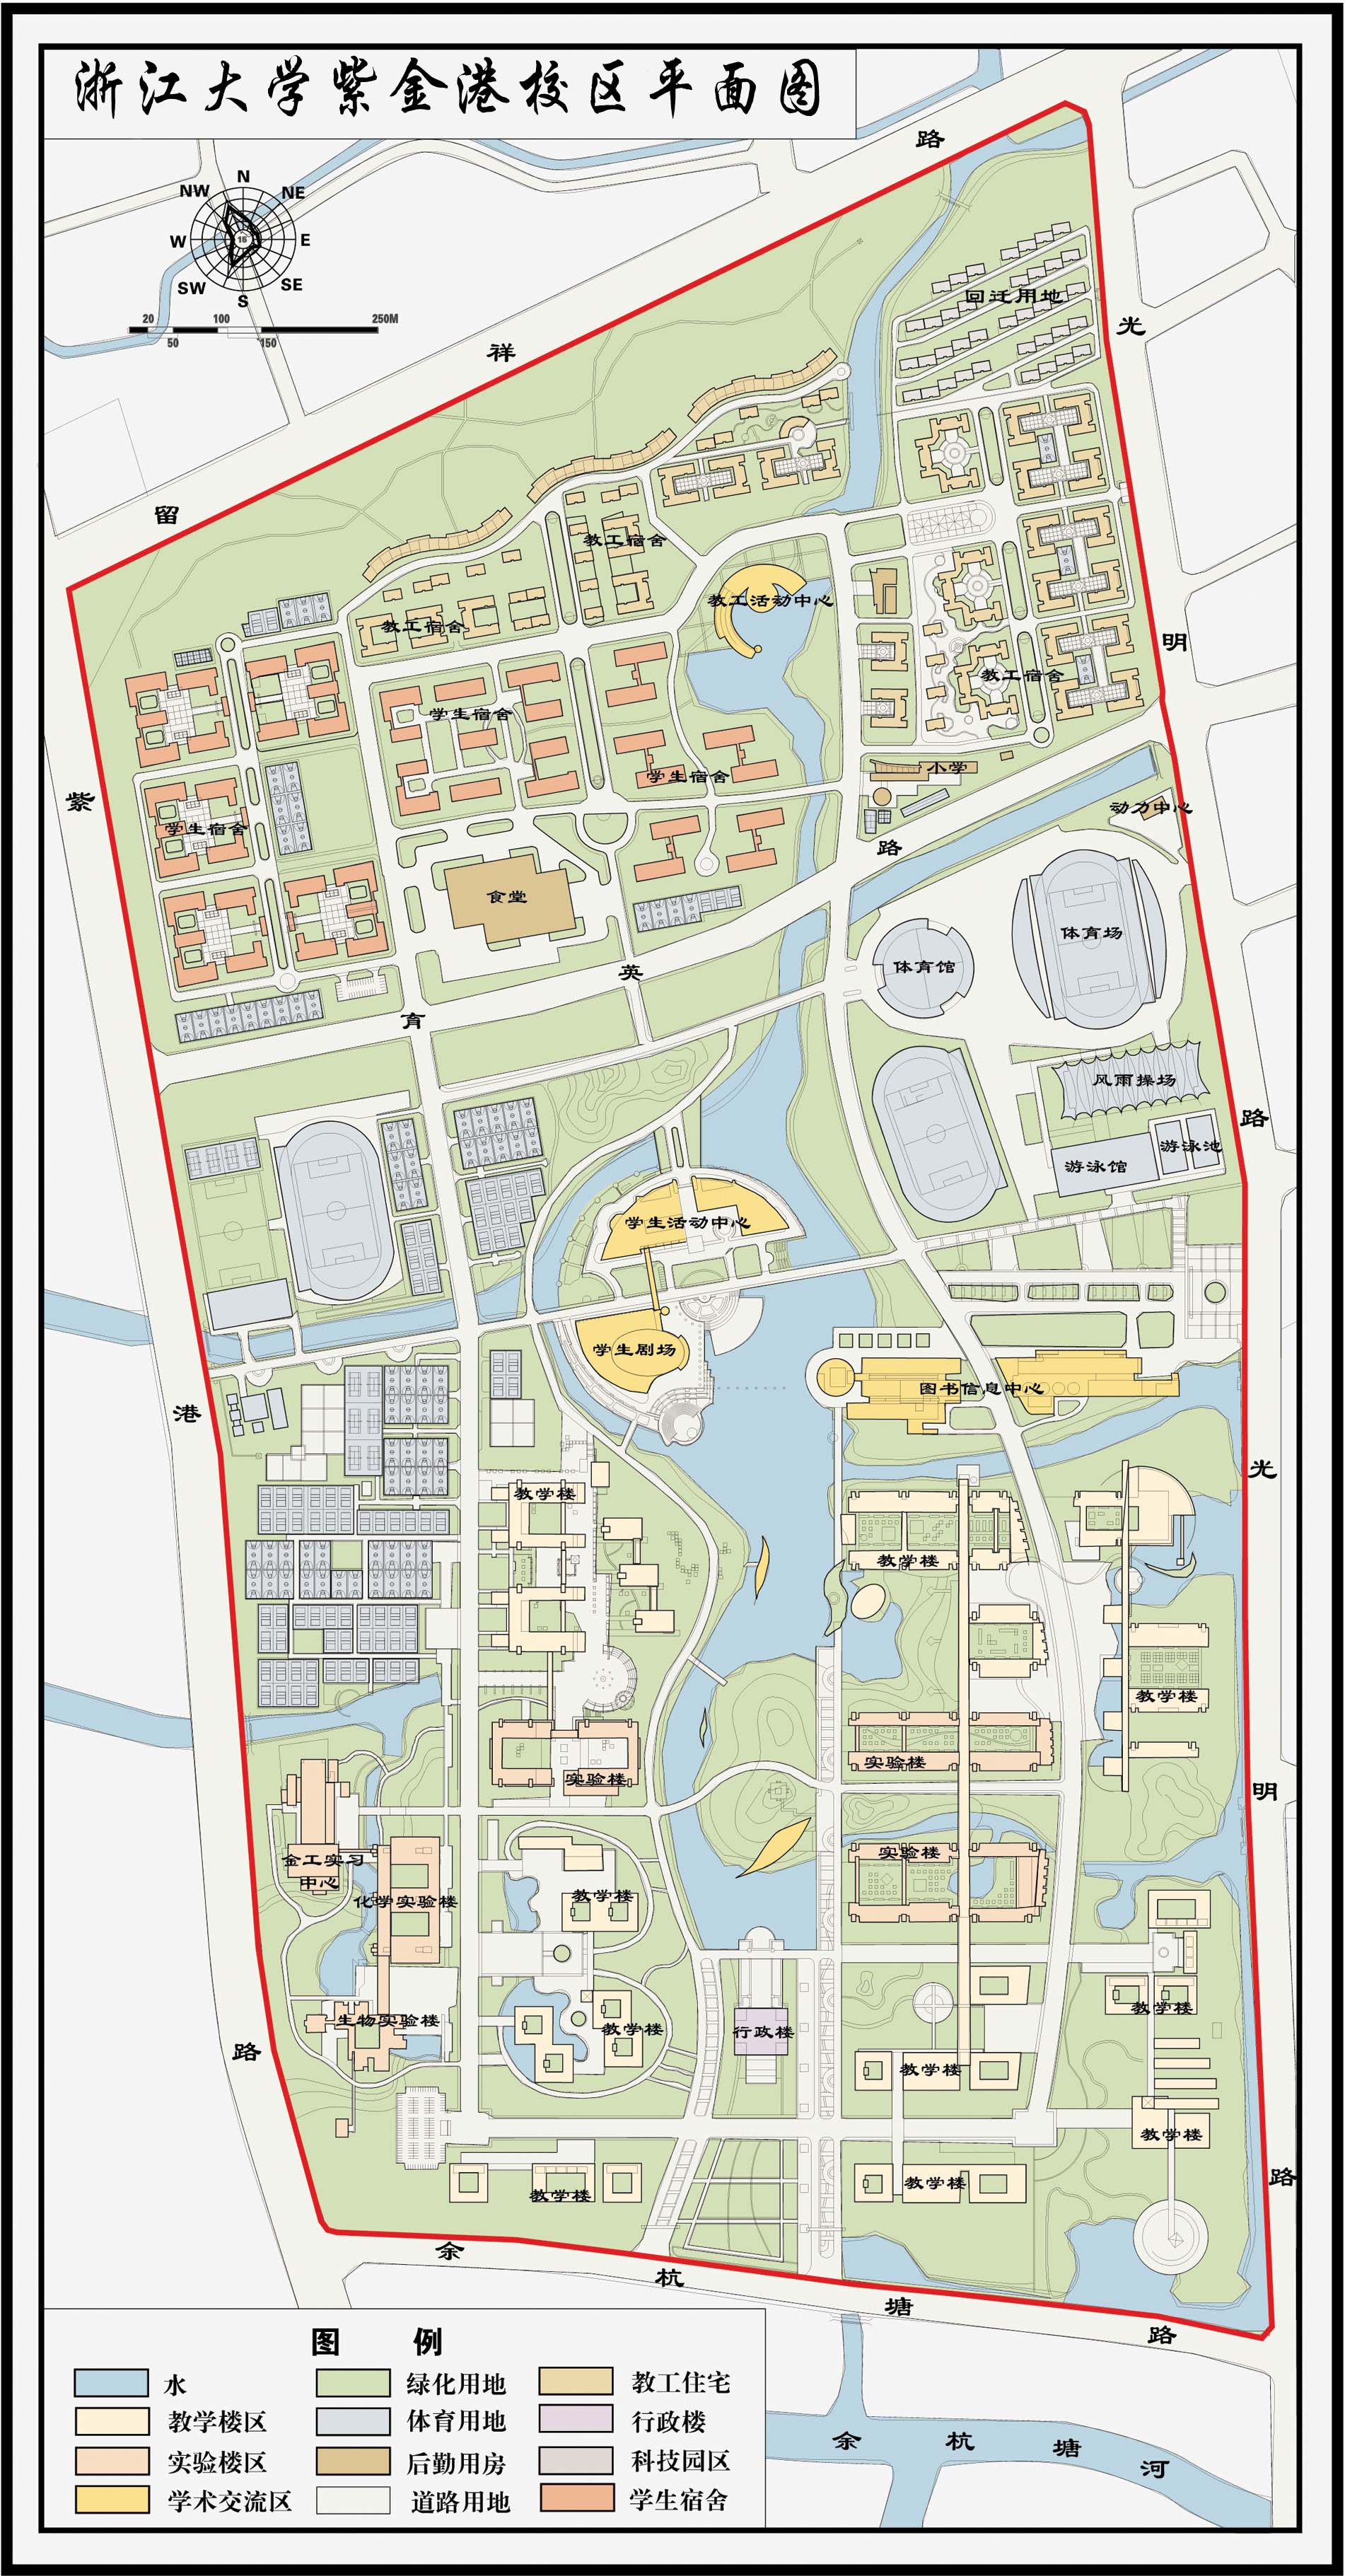 浙江大学紫金港校区平面图
N
NW
NE
W
E
SW
SE
S
15
20
100
250M
50
150
路
祥
留
回迁用地
光
教工宿舍
教工活动中心
教工宿舍
明
教工宿舍
学生宿舍
学生宿舍
小学
紫
学生宿舍
动力中心
路
食堂
体育场
体育馆
英
育
风雨操场
路
游泳池
游泳馆
学生活动中心
学生剧场
图书信息中心
港
光
教学楼
教学楼
教学楼
实验楼
实验楼
明
实验楼
金工实习
中心
化学实验楼
教学楼
教学楼
生物实验楼
教学楼
行政楼
路
教学楼
教学楼
路
教学楼
教学楼
余
杭
塘
路
图 例
水
绿化用地
教工住宅
教学楼区
体育用地
行政楼
实验楼区
后勤用房
科技园区
学术交流区
道路用地
学生宿舍
余 杭 塘 河